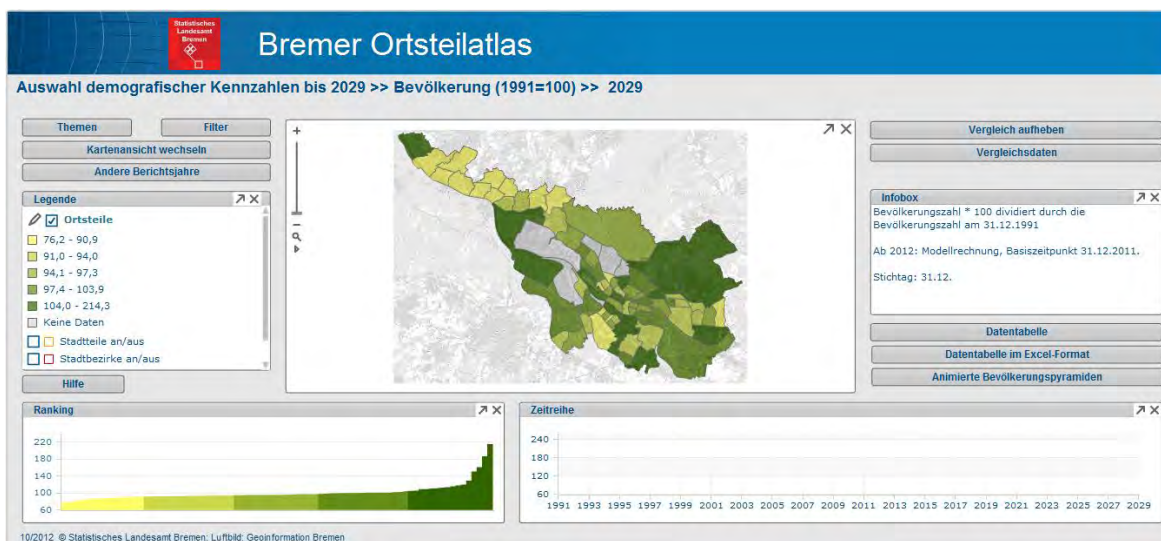 Statistisches
Landesamt
Bremen
Bremer Ortsteilatlas
Auswahl demografischer Kennzahlen bis 2029 >> Bevölkerung (1991=100) >> 2029
Themen
Filter
Kartenansicht wechseln
Andere Berichtsjahre
Legende
Ortsteile
76,2 - 90,9
91,0 - 94,0
94,1 - 97,3
97,4 - 103,9
104,0 - 214,3
Keine Daten
Stadtteile an/aus
Stadtbezirke an/aus
Hilfe
Vergleich aufheben
Vergleichsdaten
Infobox
Bevölkerungszahl * 100 dividiert durch die
Bevölkerungszahl am 31.12.1991
Ab 2012: Modellrechnung, Basiszeitpunkt 31.12.2011.
Stichtag: 31.12.
Datentabelle
Datentabelle im Excel-Format
Animierte Bevölkerungspyramiden
Ranking
220
180
140
100
60
Zeitreihe
240
180
120
60
1991 1993 1995 1997 1999 2001 2003 2005 2007 2009 2011 2013 2015 2017 2019 2021 2023 2025 2027 2029
10/2012 © Statistisches Landesamt Bremen; Luftbild: Geoinformation Bremen